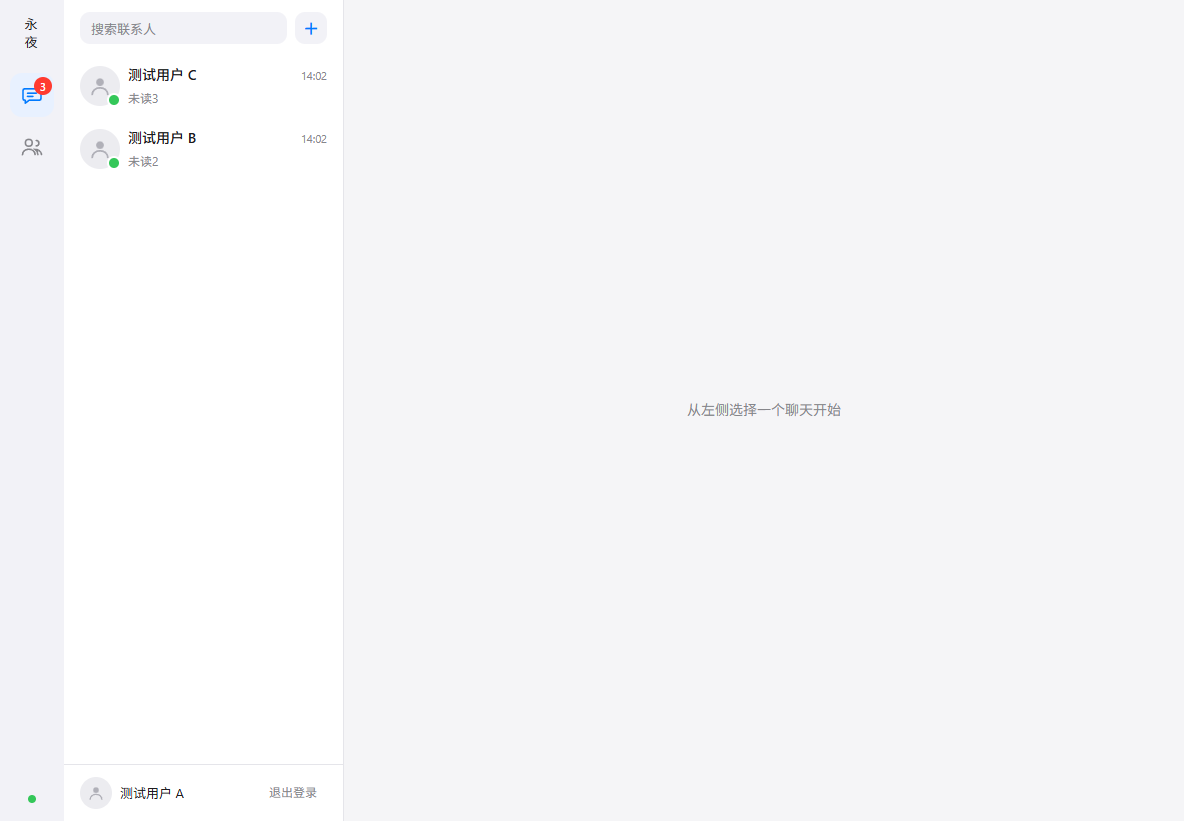 永
夜
3
搜索联系人
测试用户 C
14:02
未读3
测试用户 B
14:02
未读2
从左侧选择一个聊天开始
测试用户 A
退出登录